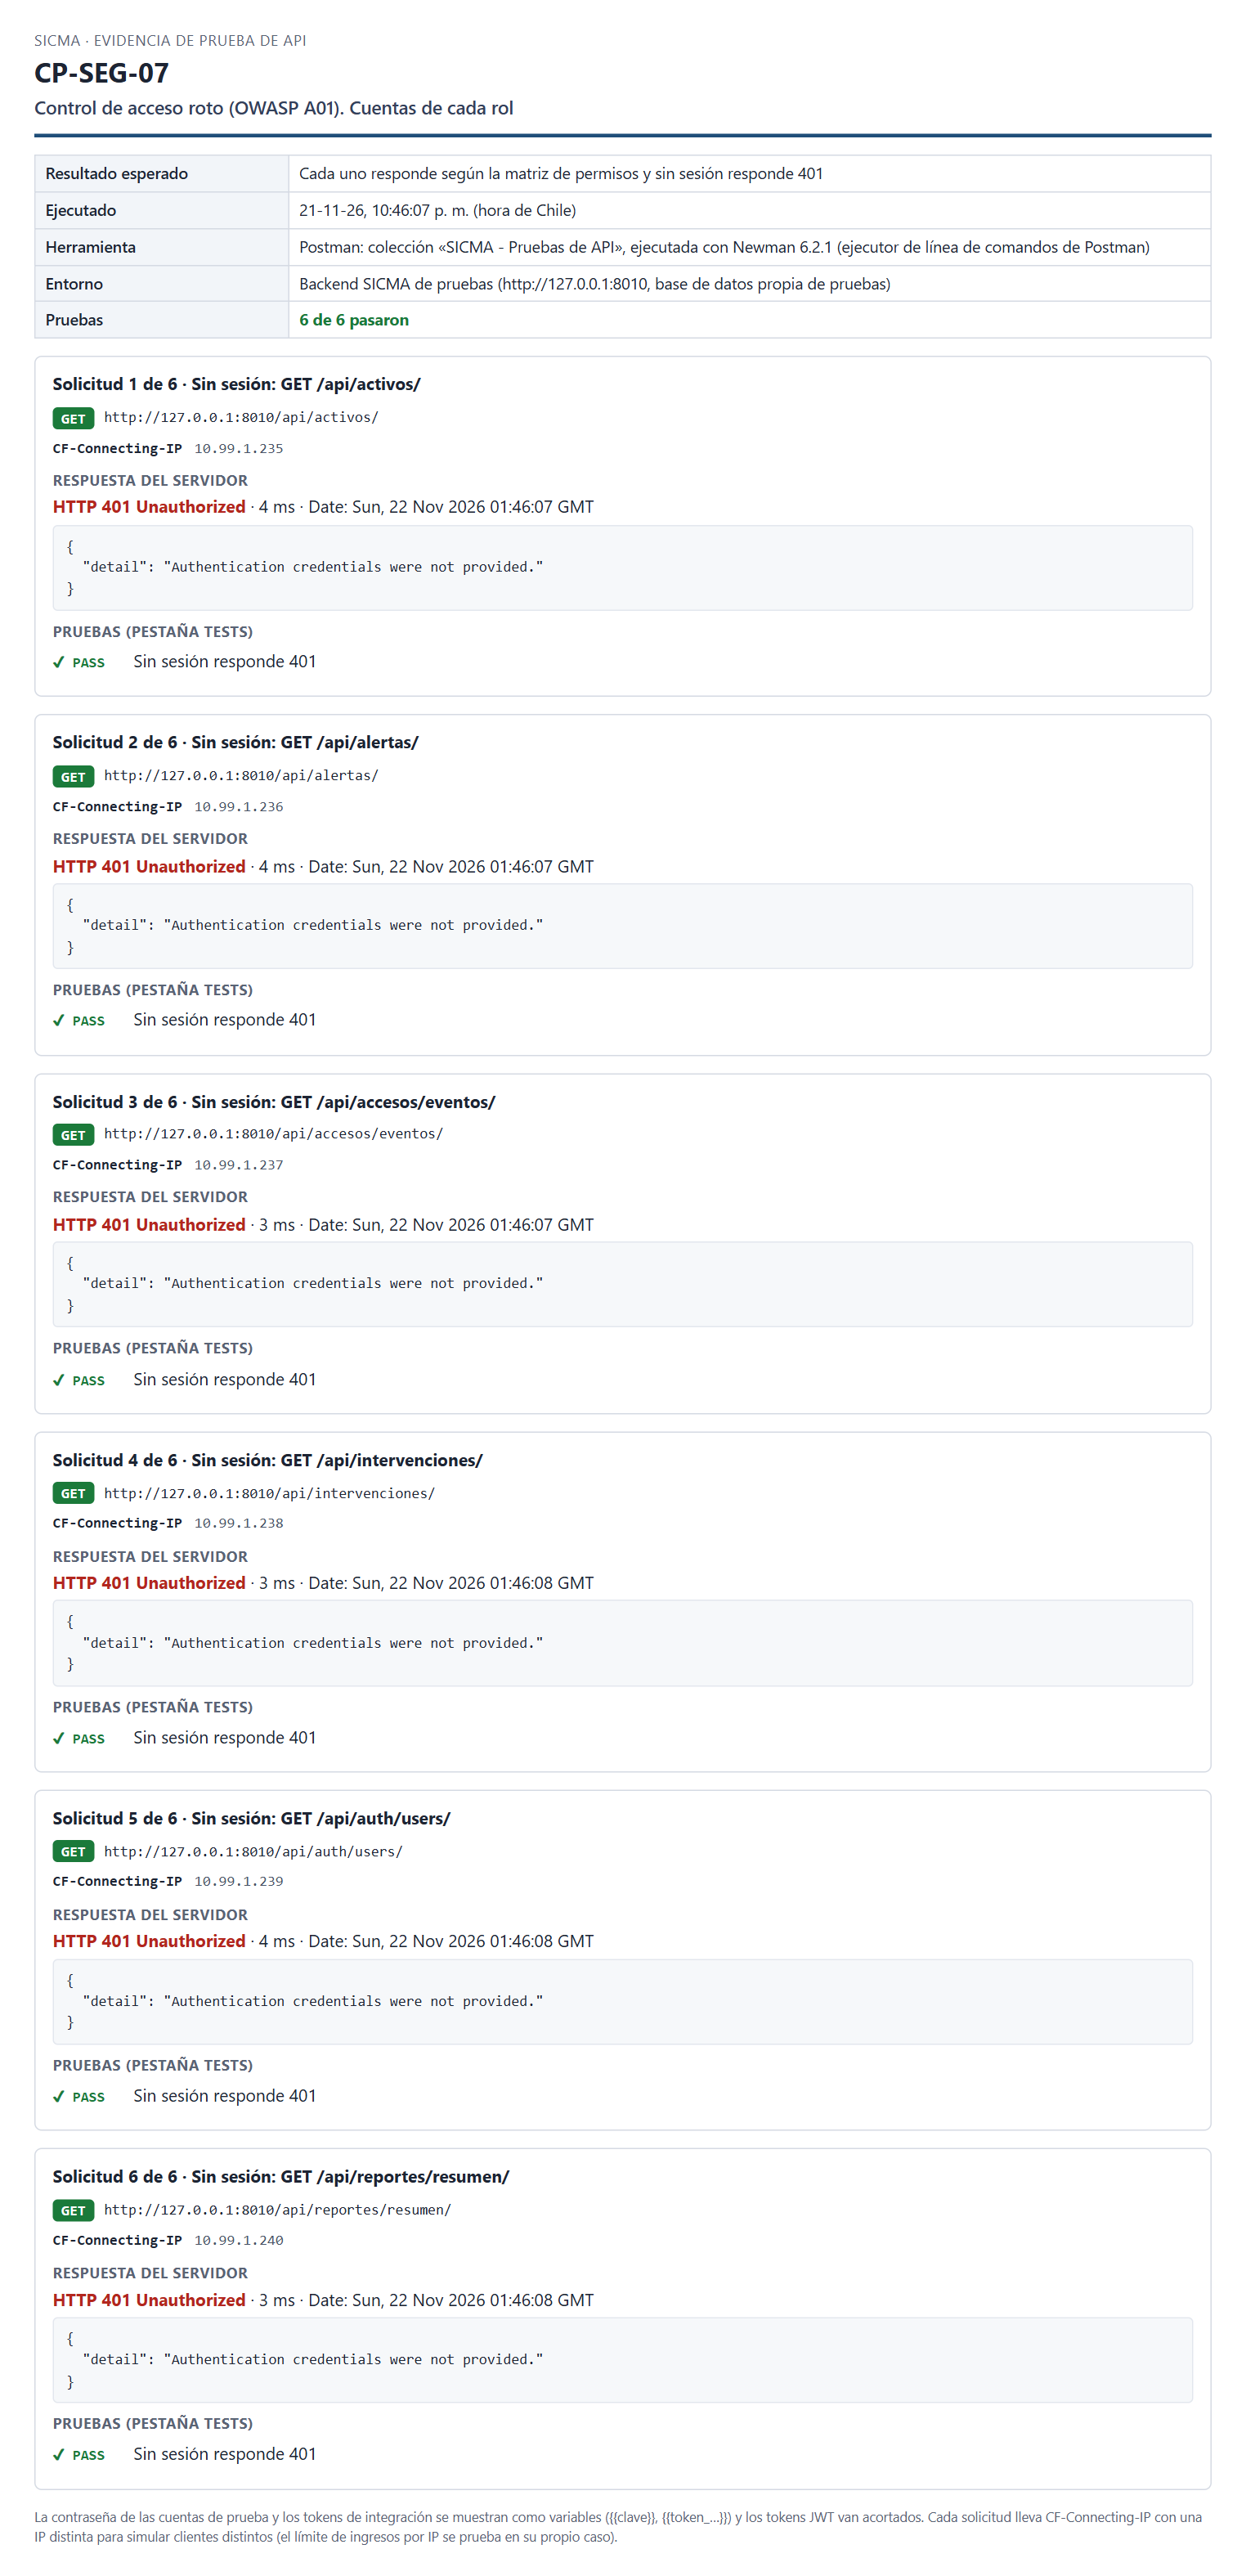 SICMA · EVIDENCIA DE PRUEBA DE API
CP-SEG-07
Control de acceso roto (OWASP A01). Cuentas de cada rol
Resultado esperado Cada uno responde según la matriz de permisos y sin sesión responde 401
Ejecutado 21-11-26, 10:46:07 p. m. (hora de Chile)
Herramienta Postman: colección «SICMA - Pruebas de API», ejecutada con Newman 6.2.1 (ejecutor de línea de comandos de Postman)
Entorno Backend SICMA de pruebas (http://127.0.0.1:8010, base de datos propia de pruebas)
Pruebas 6 de 6 pasaron
Solicitud 1 de 6 · Sin sesión: GET /api/activos/
GET http://127.0.0.1:8010/api/activos/
CF-Connecting-IP 10.99.1.235
RESPUESTA DEL SERVIDOR
HTTP 401 Unauthorized · 4 ms · Date: Sun, 22 Nov 2026 01:46:07 GMT
{
"detail": "Authentication credentials were not provided."
}
PRUEBAS (PESTAÑA TESTS)
✓ PASS Sin sesión responde 401
Solicitud 2 de 6 · Sin sesión: GET /api/alertas/
GET http://127.0.0.1:8010/api/alertas/
CF-Connecting-IP 10.99.1.236
RESPUESTA DEL SERVIDOR
HTTP 401 Unauthorized · 4 ms · Date: Sun, 22 Nov 2026 01:46:07 GMT
{
"detail": "Authentication credentials were not provided."
}
PRUEBAS (PESTAÑA TESTS)
✓ PASS Sin sesión responde 401
Solicitud 3 de 6 · Sin sesión: GET /api/accesos/eventos/
GET http://127.0.0.1:8010/api/accesos/eventos/
CF-Connecting-IP 10.99.1.237
RESPUESTA DEL SERVIDOR
HTTP 401 Unauthorized · 3 ms · Date: Sun, 22 Nov 2026 01:46:07 GMT
{
"detail": "Authentication credentials were not provided."
}
PRUEBAS (PESTAÑA TESTS)
✓ PASS Sin sesión responde 401
Solicitud 4 de 6 · Sin sesión: GET /api/intervenciones/
GET http://127.0.0.1:8010/api/intervenciones/
CF-Connecting-IP 10.99.1.238
RESPUESTA DEL SERVIDOR
HTTP 401 Unauthorized · 3 ms · Date: Sun, 22 Nov 2026 01:46:08 GMT
{
"detail": "Authentication credentials were not provided."
}
PRUEBAS (PESTAÑA TESTS)
✓ PASS Sin sesión responde 401
Solicitud 5 de 6 · Sin sesión: GET /api/auth/users/
GET http://127.0.0.1:8010/api/auth/users/
CF-Connecting-IP 10.99.1.239
RESPUESTA DEL SERVIDOR
HTTP 401 Unauthorized · 4 ms · Date: Sun, 22 Nov 2026 01:46:08 GMT
{
"detail": "Authentication credentials were not provided."
}
PRUEBAS (PESTAÑA TESTS)
✓ PASS Sin sesión responde 401
Solicitud 6 de 6 · Sin sesión: GET /api/reportes/resumen/
GET http://127.0.0.1:8010/api/reportes/resumen/
CF-Connecting-IP 10.99.1.240
RESPUESTA DEL SERVIDOR
HTTP 401 Unauthorized · 3 ms · Date: Sun, 22 Nov 2026 01:46:08 GMT
{
"detail": "Authentication credentials were not provided."
}
PRUEBAS (PESTAÑA TESTS)
✓ PASS Sin sesión responde 401
La contraseña de las cuentas de prueba y los tokens de integración se muestran como variables ({{clave}}, {{token_...}}) y los tokens JWT van acortados. Cada solicitud lleva CF-Connecting-IP con una
IP distinta para simular clientes distintos (el límite de ingresos por IP se prueba en su propio caso).